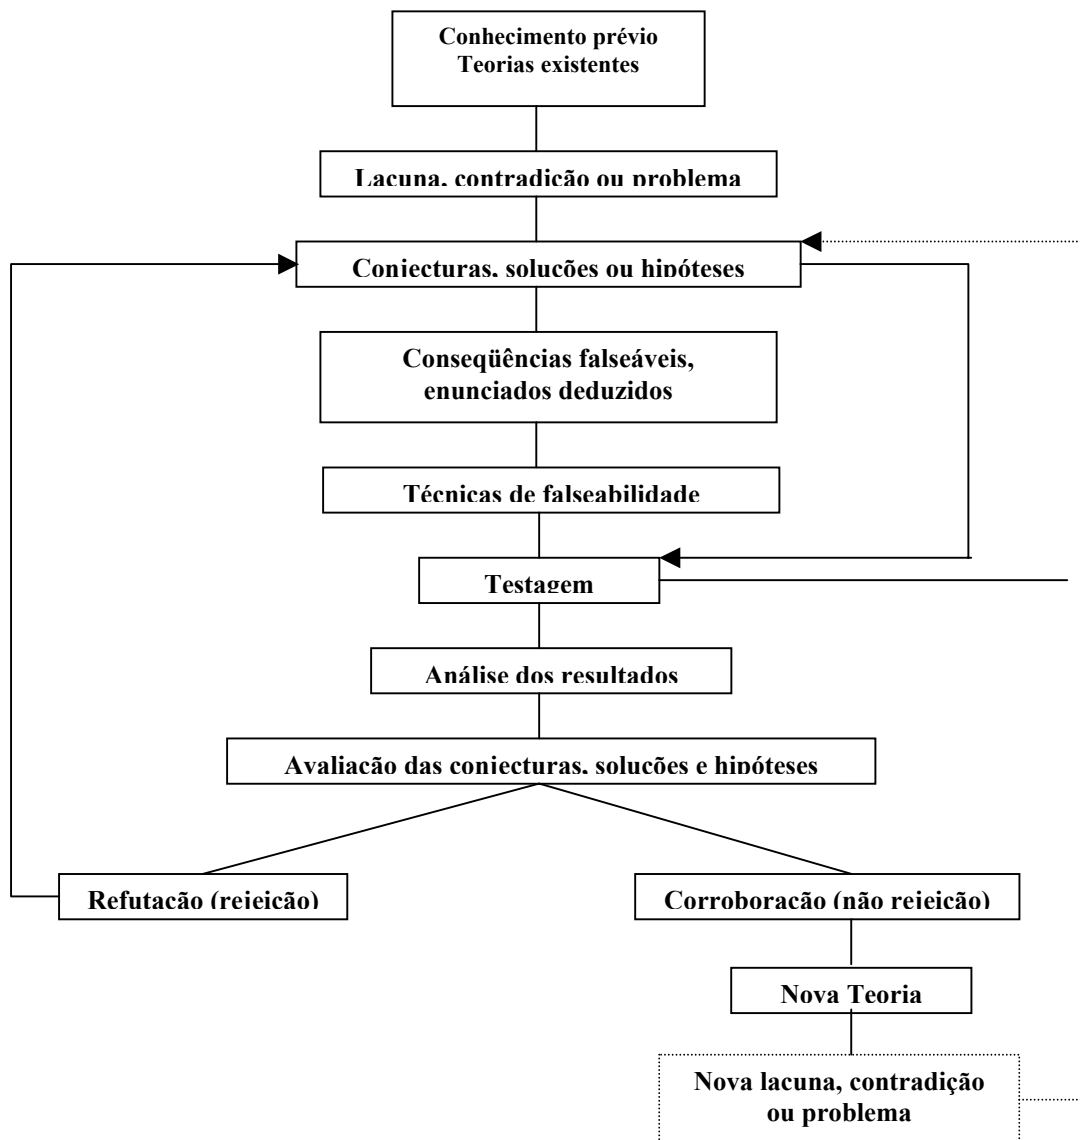 Conhecimento prévio
Teorias existentes
Lacuna, contradição ou problema
Conjecturas, soluções ou hipóteses
Conseqüências falseáveis,
enunciados deduzidos
Técnicas de falseabilidade
Testagem
Análise dos resultados
Avaliação das conjecturas, soluções e hipóteses
Refutação (rejeição)
Corroboração (não rejeição)
Nova Teoria
Nova lacuna, contradição
ou problema